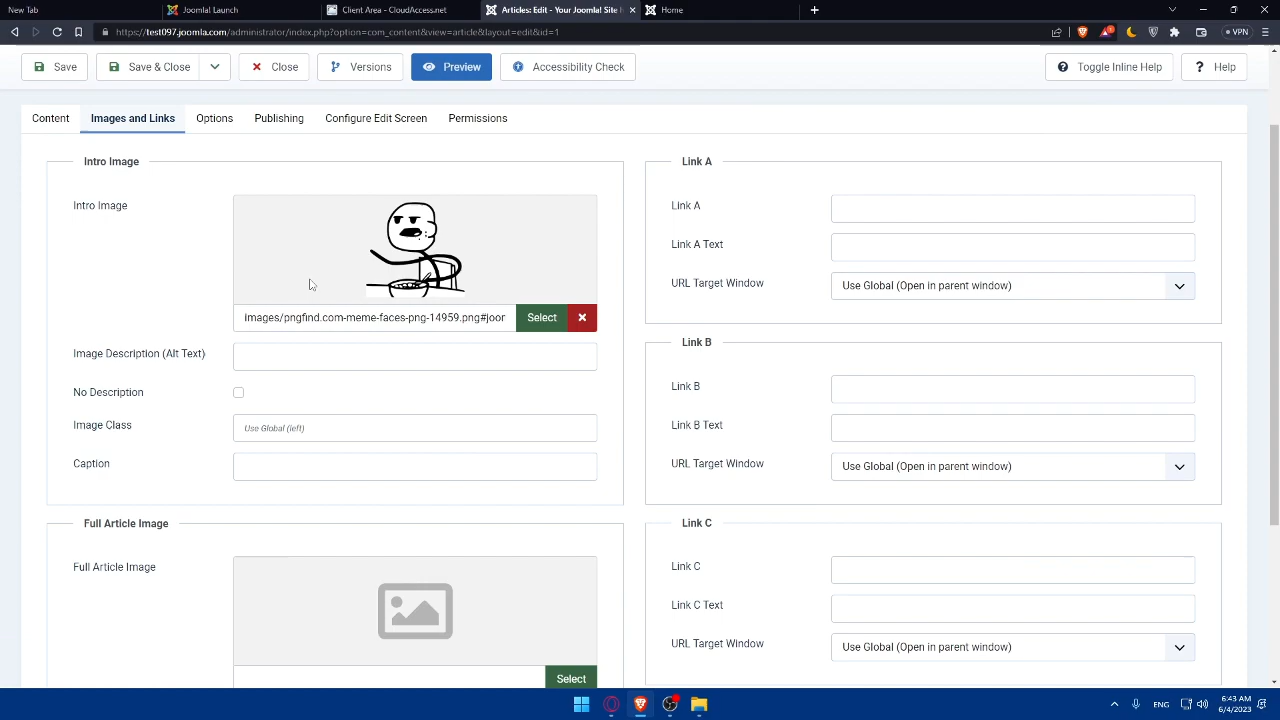 New Tab
Joomla Launch
Client Area - CloudAccess.net
Articles: Edit - Your Joomla! Site
Home
https://test097.joomla.com/administrator/index.php?option=com_content&view=article&layout=edit&id=1
VPN
Save
Save & Close
Close
Versions
Preview
Accessibility Check
Toggle Inline Help
Help
Content
Images and Links
Options
Publishing
Configure Edit Screen
Permissions
Intro Image
Intro Image
images/pngfind.com-meme-faces-png-14959.png#joor
Select
Image Description (Alt Text)
No Description
Image Class
Use Global (left)
Caption
Full Article Image
Full Article Image
Select
Link A
Link A
Link A Text
URL Target Window
Use Global (Open in parent window)
Link B
Link B
Link B Text
URL Target Window
Use Global (Open in parent window)
Link C
Link C
Link C Text
URL Target Window
Use Global (Open in parent window)
ENG
6:43 AM
6/4/2023